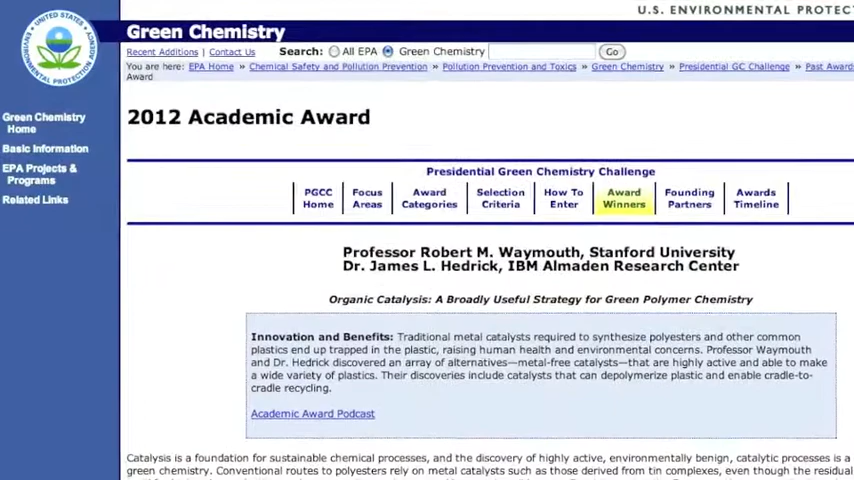 U.S. ENVIRONMENTAL PROTEC
Green Chemistry
Recent Additions | Contact Us Search: All EPA Green Chemistry Go
You are here: EPA Home » Chemical Safety and Pollution Prevention » Pollution Prevention and Toxics » Green Chemistry » Presidential GC Challenge » Past Awards
Award
UNITED STATES
ENVIRONMENTAL PROTECTION AGENCY
Green Chemistry
Home
Basic Information
EPA Projects &
Programs
Related Links
2012 Academic Award
Presidential Green Chemistry Challenge
PGCC Focus Award Selection How To Award Founding Awards
Home Areas Categories Criteria Enter Winners Partners Timeline
Professor Robert M. Waymouth, Stanford University
Dr. James L. Hedrick, IBM Almaden Research Center
Organic Catalysis: A Broadly Useful Strategy for Green Polymer Chemistry
Innovation and Benefits: Traditional metal catalysts required to synthesize polyesters and other common
plastics end up trapped in the plastic, raising human health and environmental concerns. Professor Waymouth
and Dr. Hedrick discovered an array of alternatives—metal-free catalysts—that are highly active and able to make
a wide variety of plastics. Their discoveries include catalysts that can depolymerize plastic and enable cradle-to-
cradle recycling.
Academic Award Podcast
Catalysis is a foundation for sustainable chemical processes, and the discovery of highly active, environmentally benign, catalytic processes is a
green chemistry. Conventional routes to polyesters rely on metal catalysts such as those derived from tin complexes, even though the residual